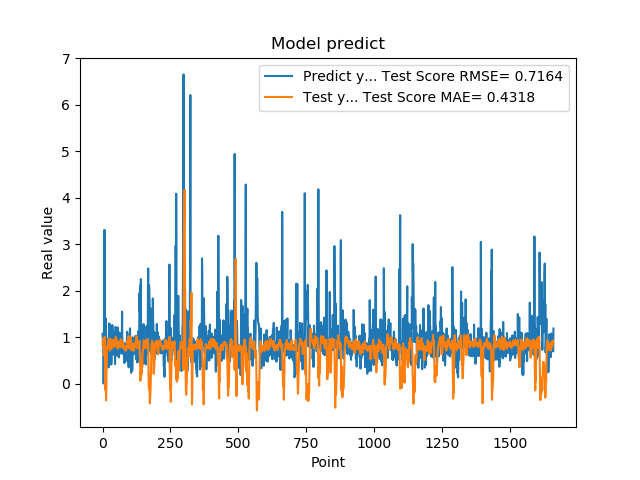 Model predict
Predict y... Test Score RMSE= 0.7164
Test y... Test Score MAE= 0.4318
Real value
7
6
5
4
3
2
1
0
0 250 500 750 1000 1250 1500
Point